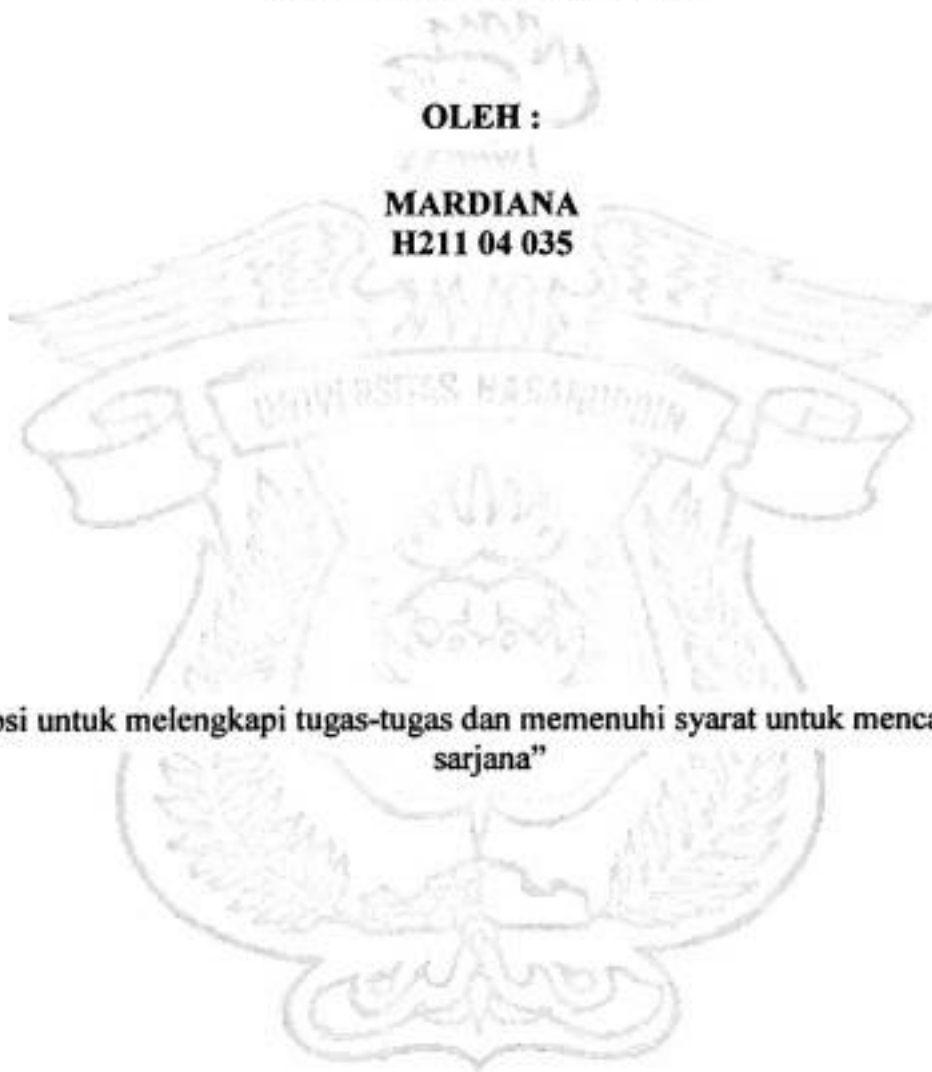 OLEH :
MARDIANA
H211 04 035
UNIVERSITAS HASANUDDIN
si untuk melengkapi tugas-tugas dan memenuhi syarat untuk menca
sarjana”